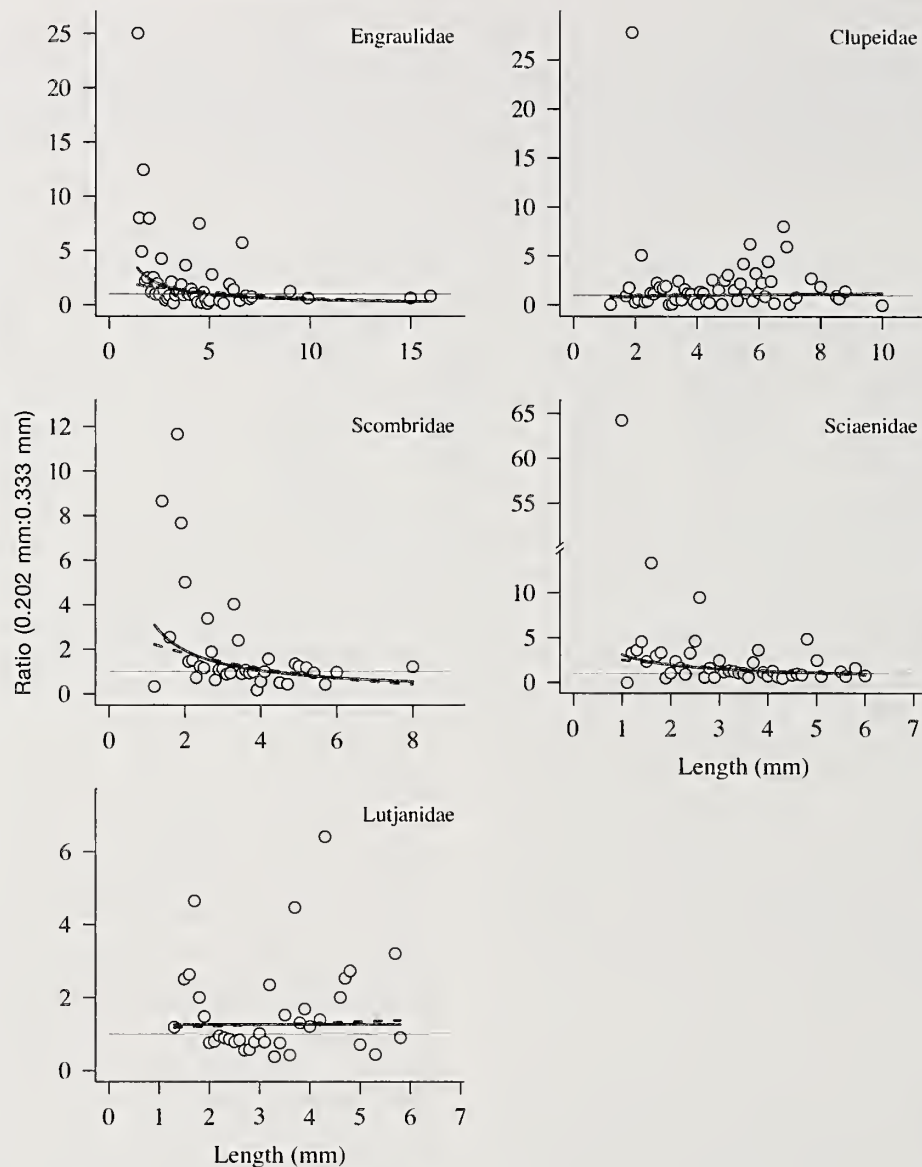 Engraulidae
25
20
15
10
5
0
0 5 10 15
Clupeidae
25
20
15
10
5
0
0 2 4 6 8 10
Ratio (0.202 mm:0.333 mm)
Scombridae
12
10
8
6
4
2
0
0 2 4 6 8
Sciaenidae
65
60
55
10
5
0
0 1 2 3 4 5 6 7
Length (mm)
Lutjanidae
6
4
2
0
0 1 2 3 4 5 6 7
Length (mm)